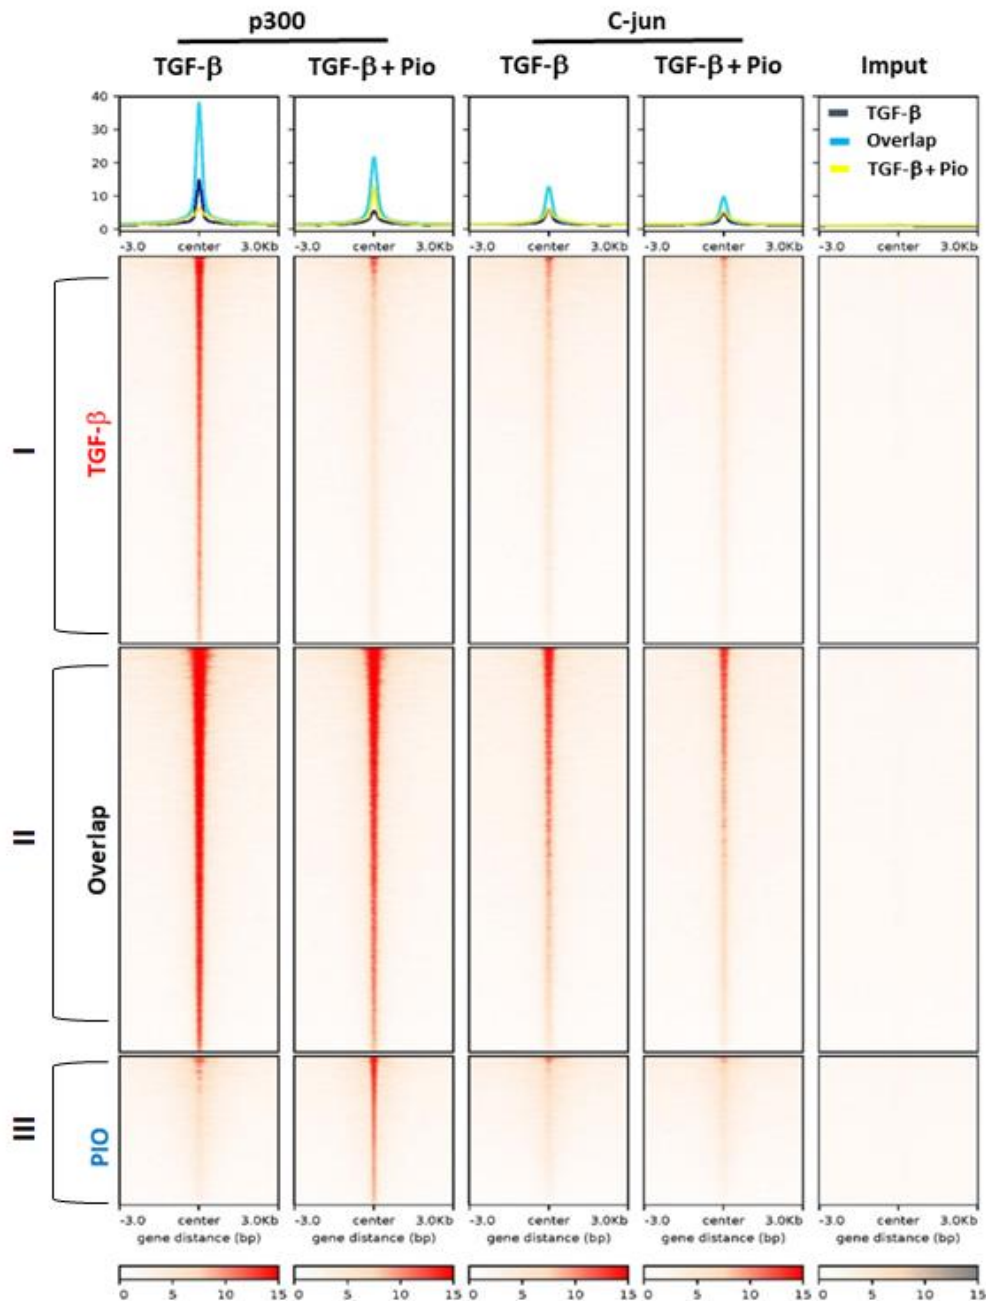 p300 C-jun
TGF-β TGF-β + Pio TGF-β TGF-β + Pio Imput
40
30
20
10
0
TGF-β
Overlap
TGF-β + Pio
-3.0 center 3.0Kb -3.0 center 3.0Kb -3.0 center 3.0Kb -3.0 center 3.0Kb -3.0 center 3.0Kb
I
TGF-β
II
Overlap
III
PIO
-3.0 center 3.0Kb -3.0 center 3.0Kb -3.0 center 3.0Kb -3.0 center 3.0Kb -3.0 center 3.0Kb
gene distance (bp) gene distance (bp) gene distance (bp) gene distance (bp) gene distance (bp)
0 5 10 15 0 5 10 15 0 5 10 15 0 5 10 15 0 5 10 15